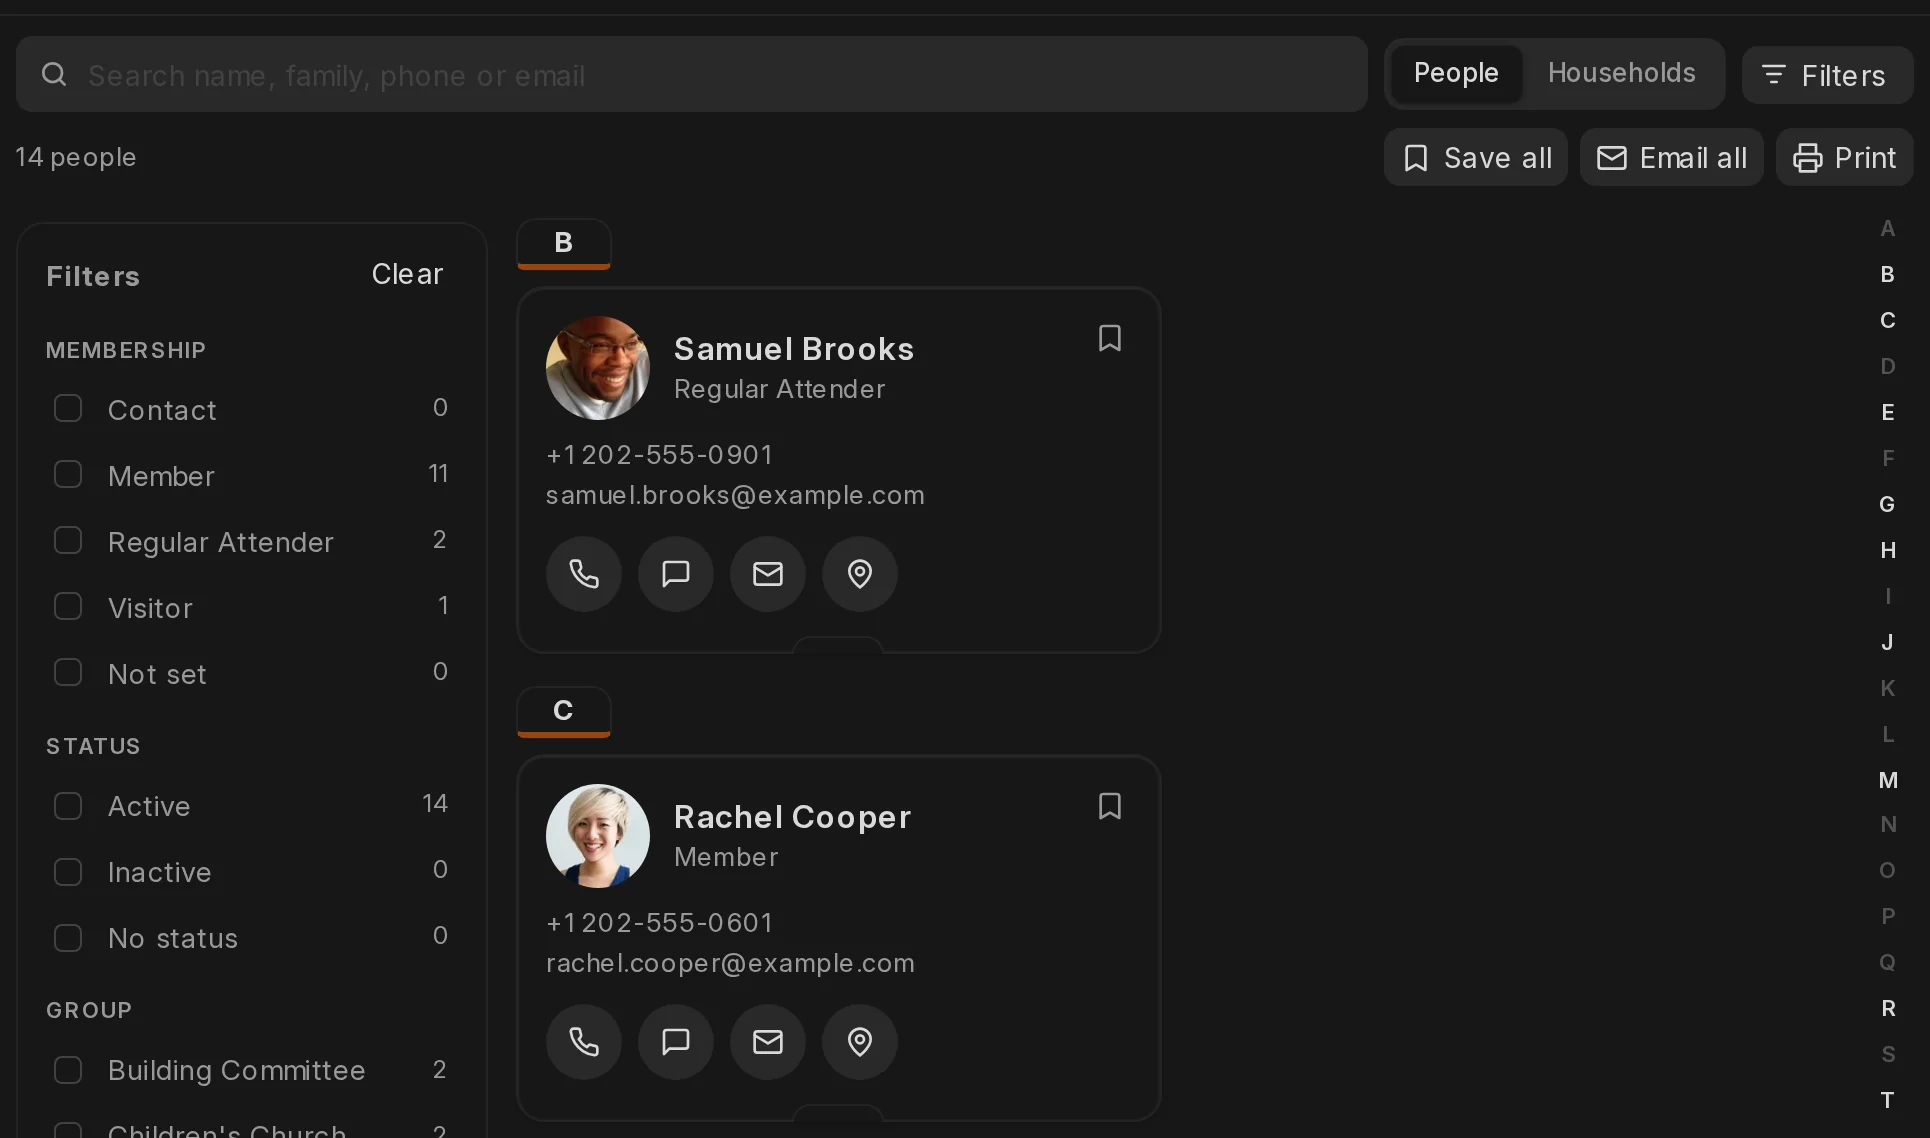 Search name, family, phone or email
People
Households
Filters
14 people
Save all
Email all
Print
Filters
Clear
MEMBERSHIP
Contact 0
Member 11
Regular Attender 2
Visitor 1
Not set 0
STATUS
Active 14
Inactive 0
No status 0
GROUP
Building Committee 2
Children's Church 2
B
Samuel Brooks
Regular Attender
+1 202-555-0901
samuel.brooks@example.com
C
Rachel Cooper
Member
+1 202-555-0601
rachel.cooper@example.com
A
B
C
D
E
F
G
H
I
J
K
L
M
N
O
P
Q
R
S
T